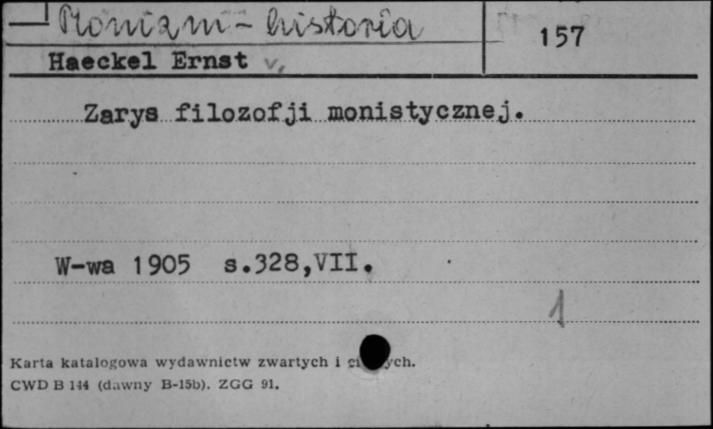 Monizm - historia
157
Haeckel Ernst v.
Zarys filozofji monistycznej.
W-wa 1905 s.328,VII.
1
Karta katalogowa wydawnictw zwartych i
CWD B 144 (dawny B-15b). ZGG 91.